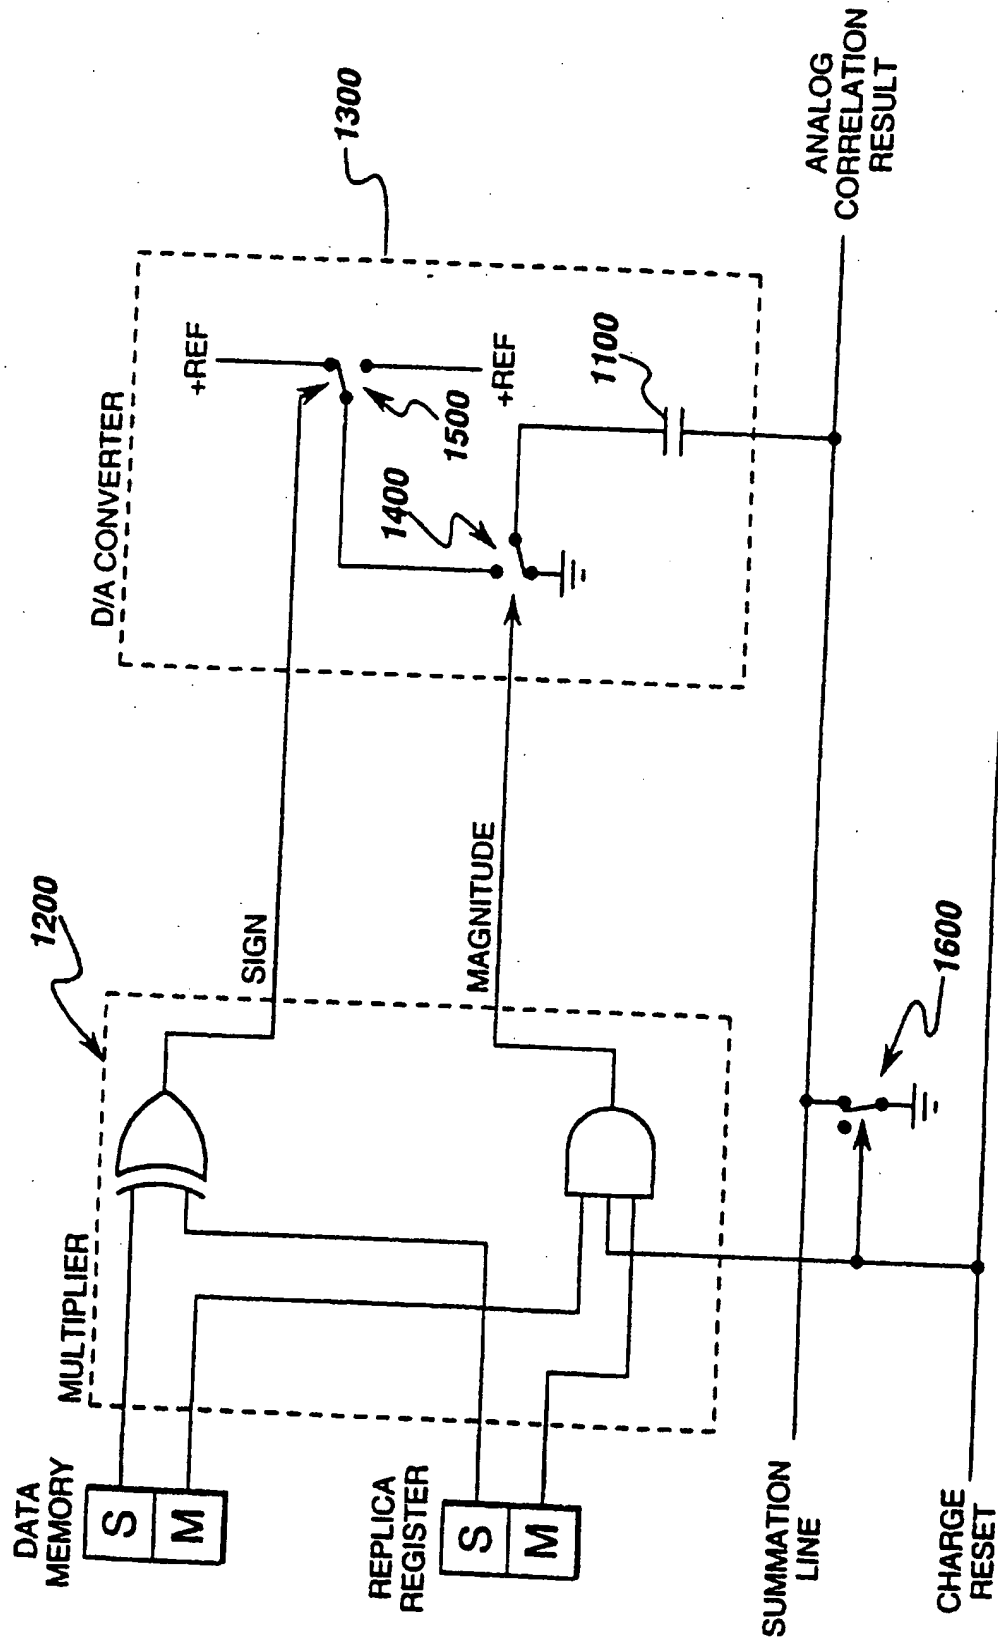 DATA
MEMORY
S
M
REPLICA
REGISTER
S
M
SUMMATION
LINE
CHARGE
RESET
MULTIPLIER
1200
SIGN
MAGNITUDE
1600
D/A CONVERTER
+REF
1500
+REF
1400
1100
1300
ANALOG
CORRELATION
RESULT